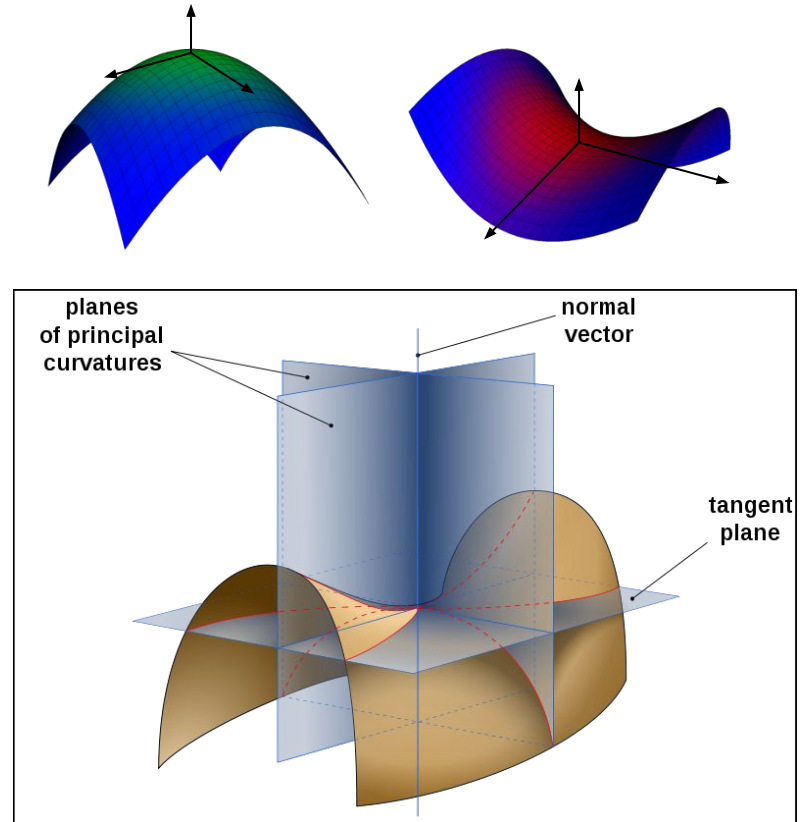 planes
of principal
curvatures
normal
vector
tangent
plane